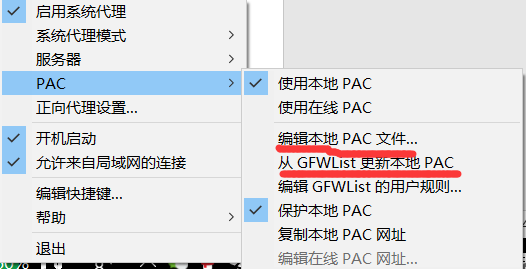 启用系统代理
系统代理模式
服务器
PAC
正向代理设置...
开机启动
允许来自局域网的连接
编辑快捷键...
帮助
退出
使用本地 PAC
使用在线 PAC
编辑本地 PAC 文件...
从 GFWList 更新本地 PAC
编辑 GFWList 的用户规则...
保护本地 PAC
复制本地 PAC 网址
编辑在线 PAC 网址...